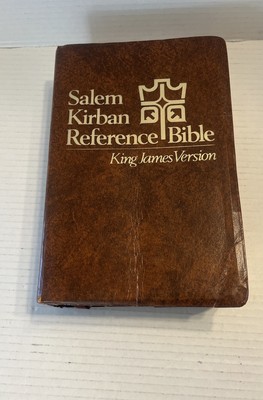 Salem
Kirban
Reference Bible
King James Version